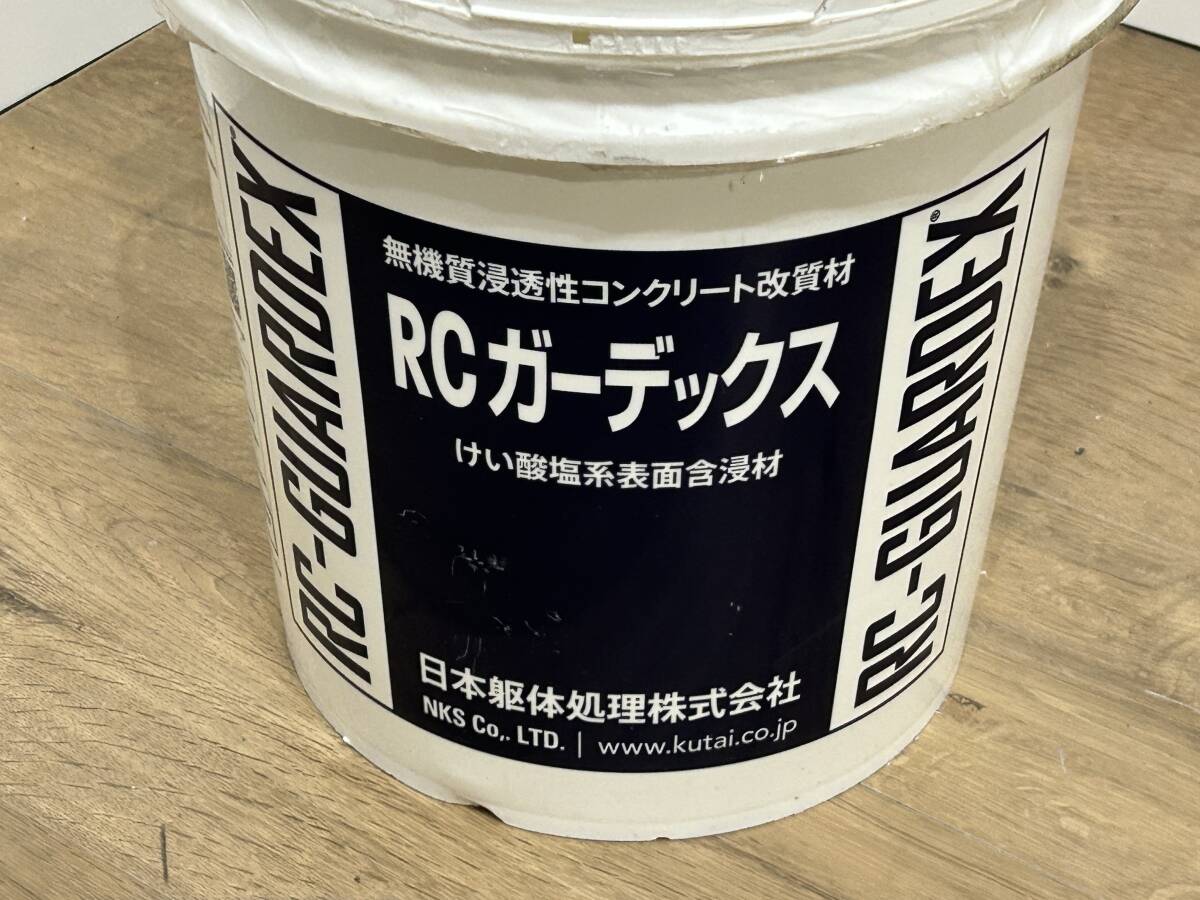 無機質浸透性コンクリート改質材
RCガーデックス
けい酸塩系表面含浸材
日本躯体処理株式会社
NKS Co,. LTD. | www.kutai.co.jp
RC-GUARDEX
RC-GUARDEX®